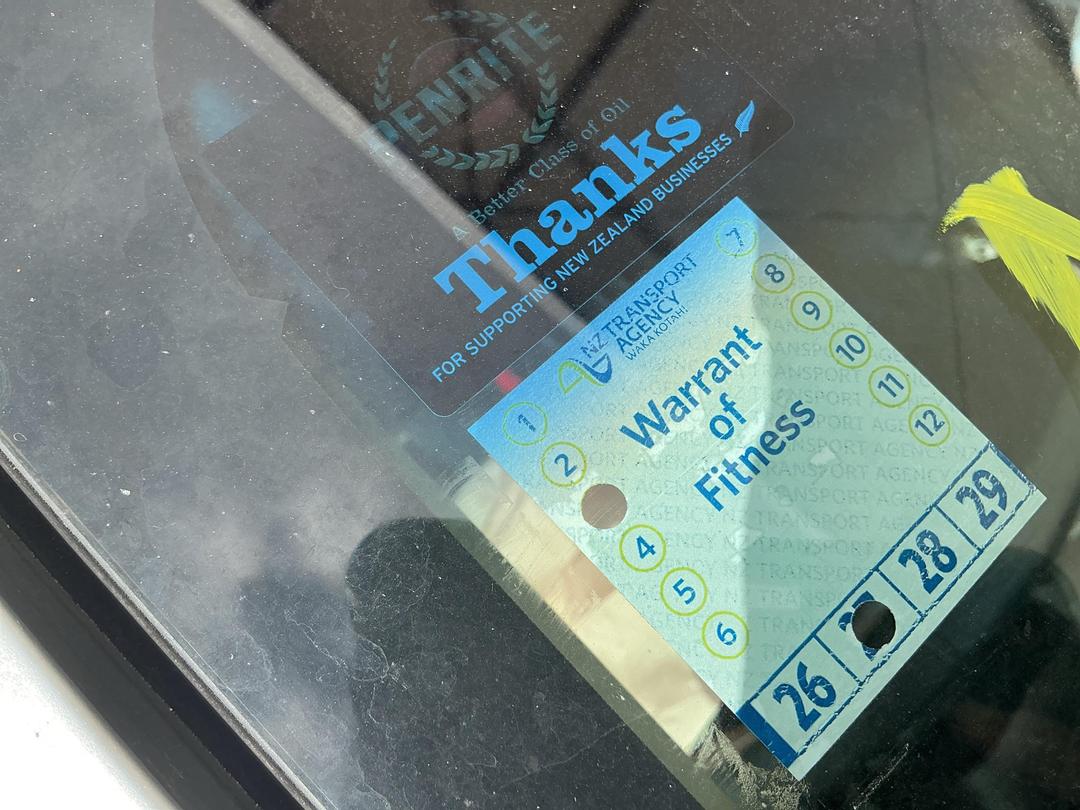 PENRITE
A Better Class of Oil
Thanks
FOR SUPPORTING NEW ZEALAND BUSINESSES
NZ TRANSPORT
AGENCY
WAKA KOTAHI
Warrant
of
Fitness
1
2
4
5
6
7
8
9
10
11
12
26
28
29